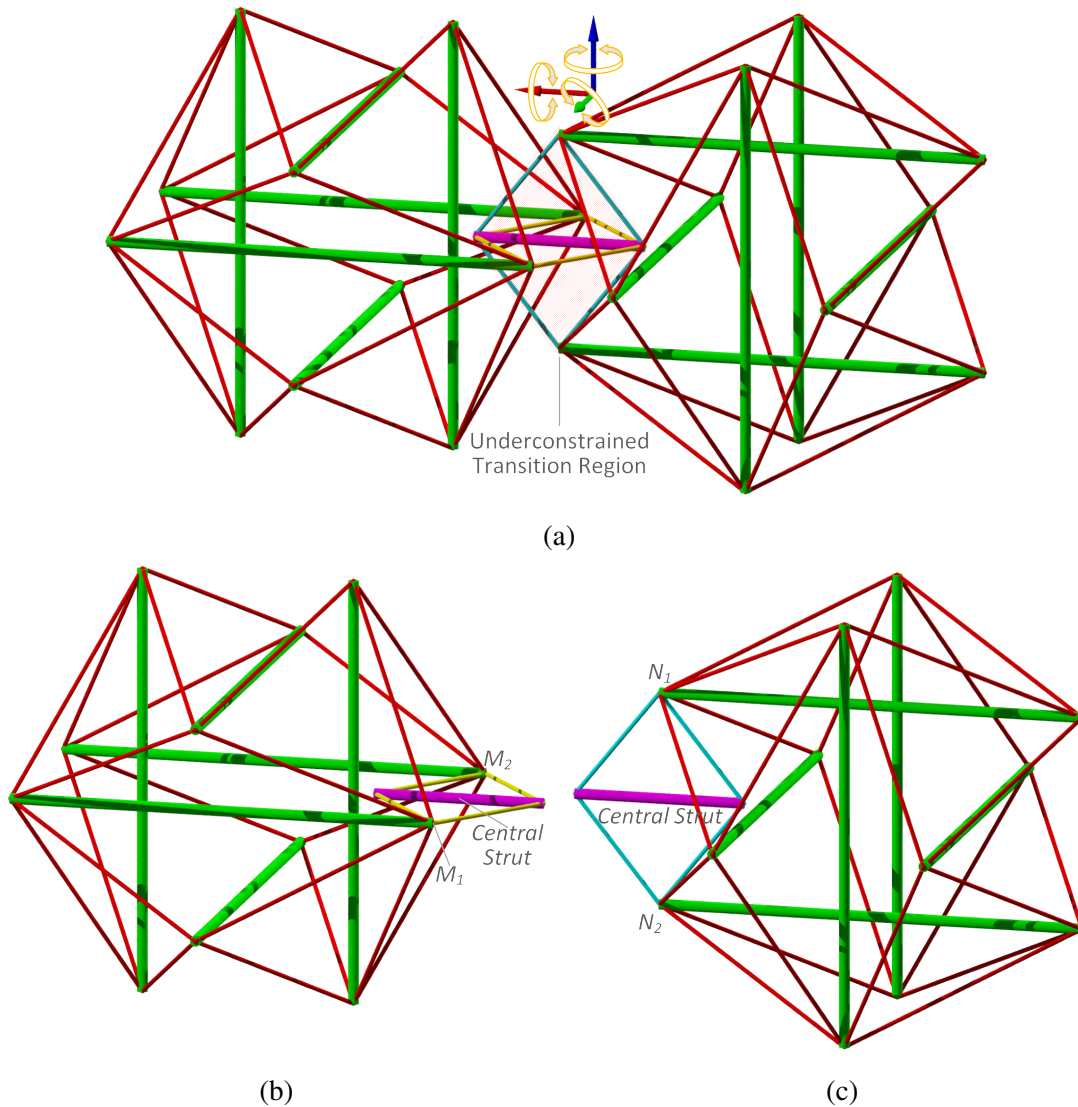 Underconstrained
Transition Region
(a)
N1
M2
Central
Strut
M1
Central Strut
N2
(b)
(c)